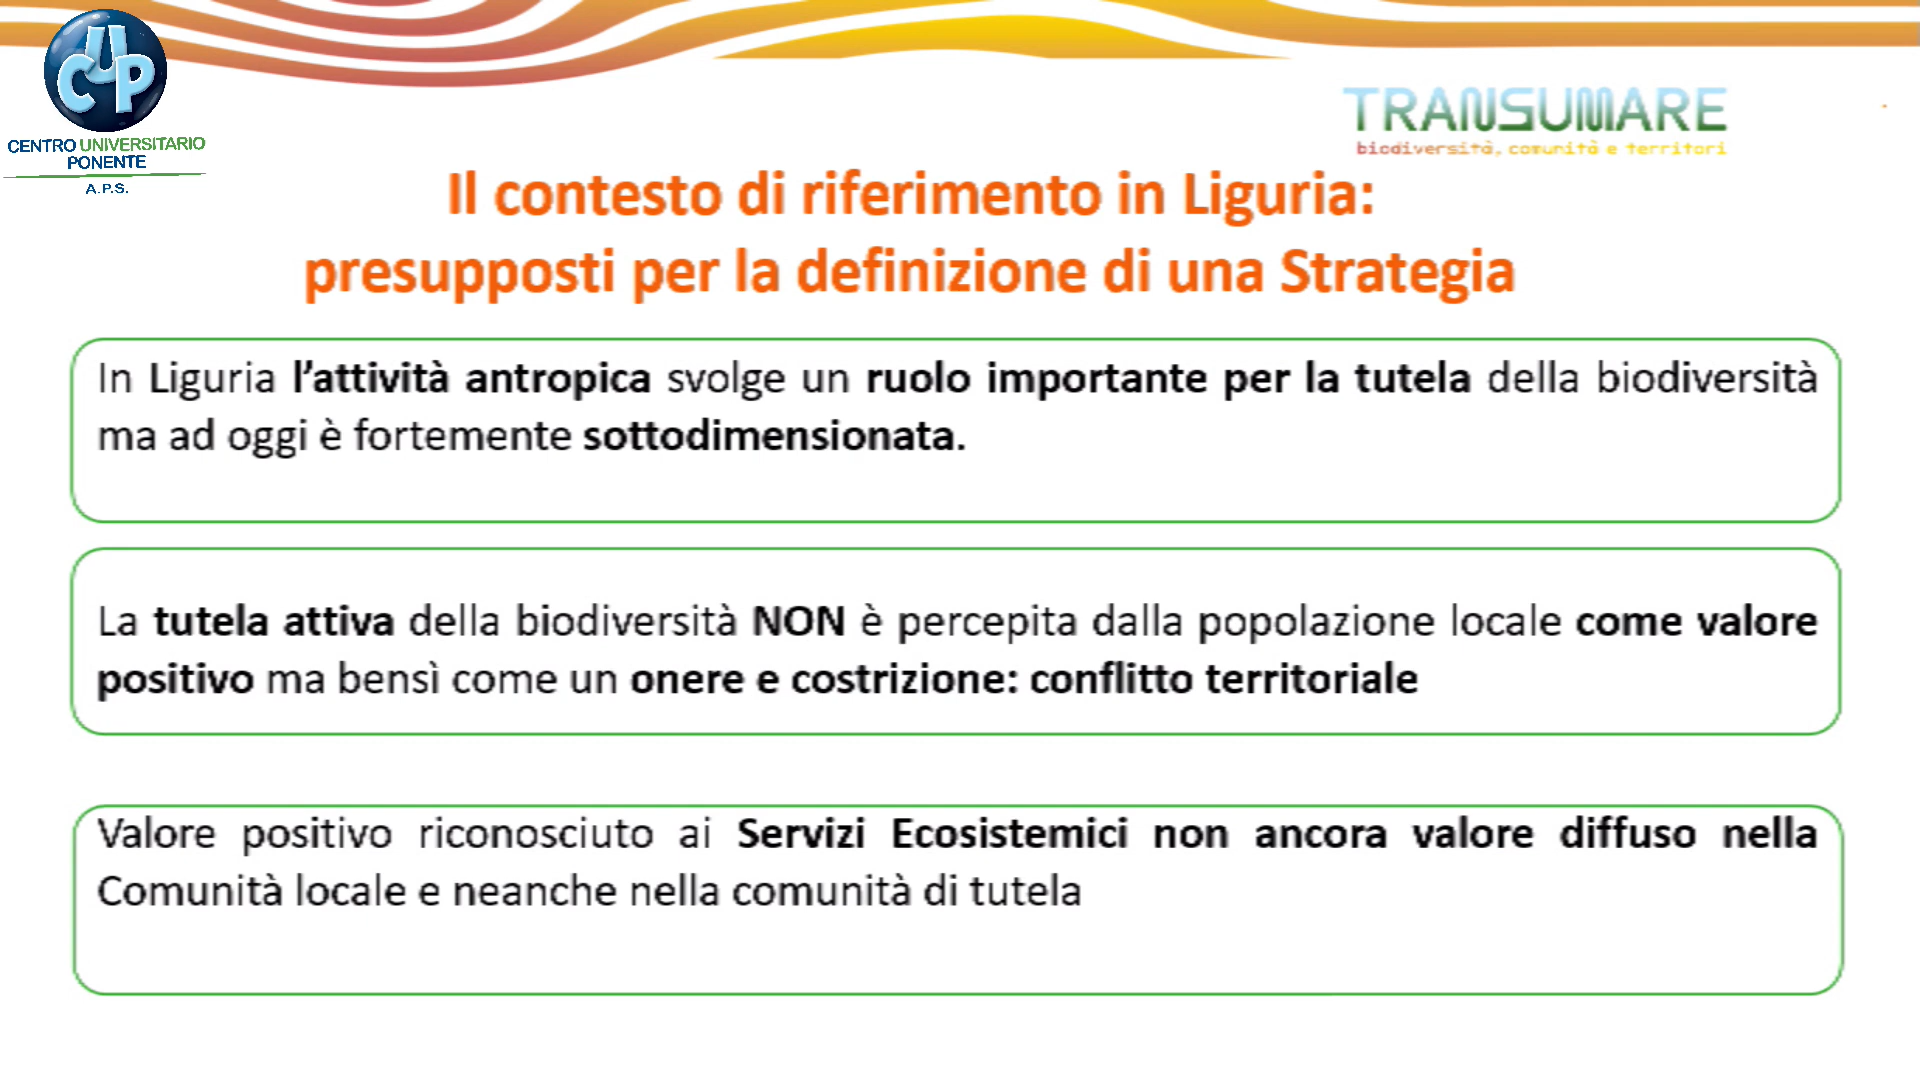 CUP
CENTRO UNIVERSITARIO
PONENTE
A.P.S.
TRANSUMARE
biodiversità, comunità e territori
Il contesto di riferimento in Liguria:
presupposti per la definizione di una Strategia
In Liguria l'attività antropica svolge un ruolo importante per la tutela della biodiversità
ma ad oggi è fortemente sottodimensionata.
La tutela attiva della biodiversità NON è percepita dalla popolazione locale come valore
positivo ma bensì come un onere e costrizione: conflitto territoriale
Valore positivo riconosciuto ai Servizi Ecosistemici non ancora valore diffuso nella
Comunità locale e neanche nella comunità di tutela